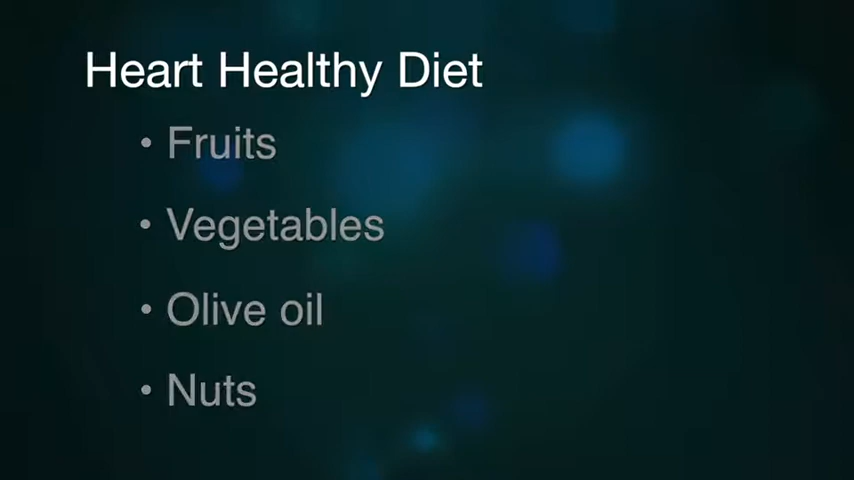 Heart Healthy Diet
• Fruits
• Vegetables
• Olive oil
• Nuts